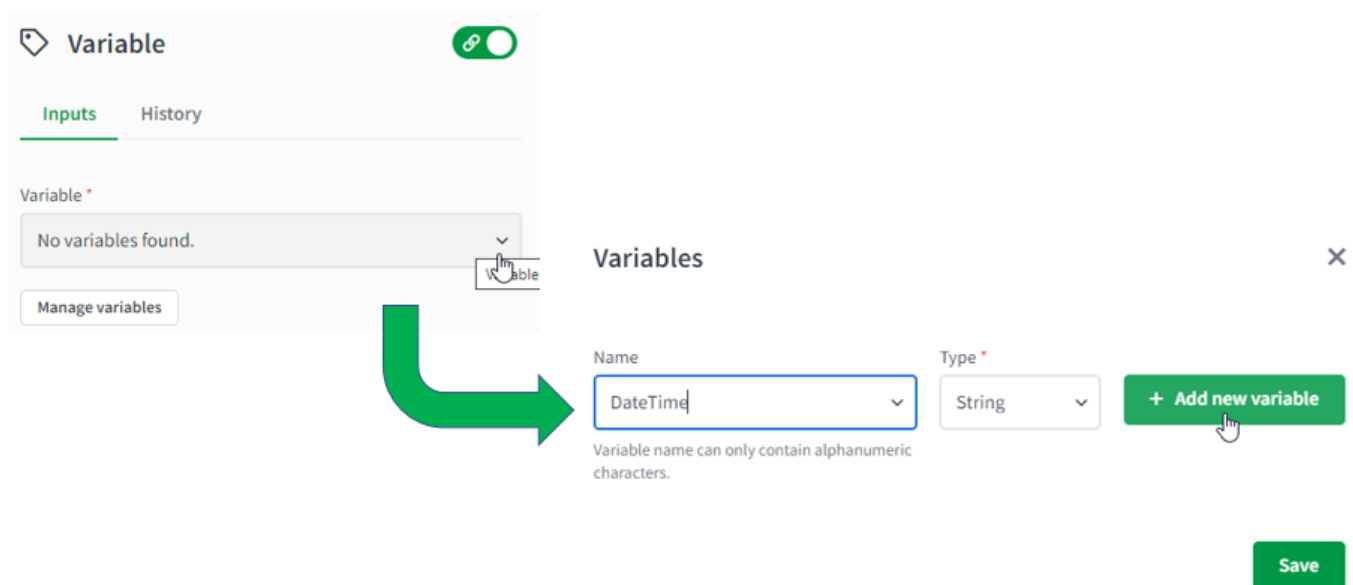 Variable
Inputs History
Variable *
No variables found.
Manage variables
Variables
Name Type *
DateTime String + Add new variable
Variable name can only contain alphanumeric
characters.
Save